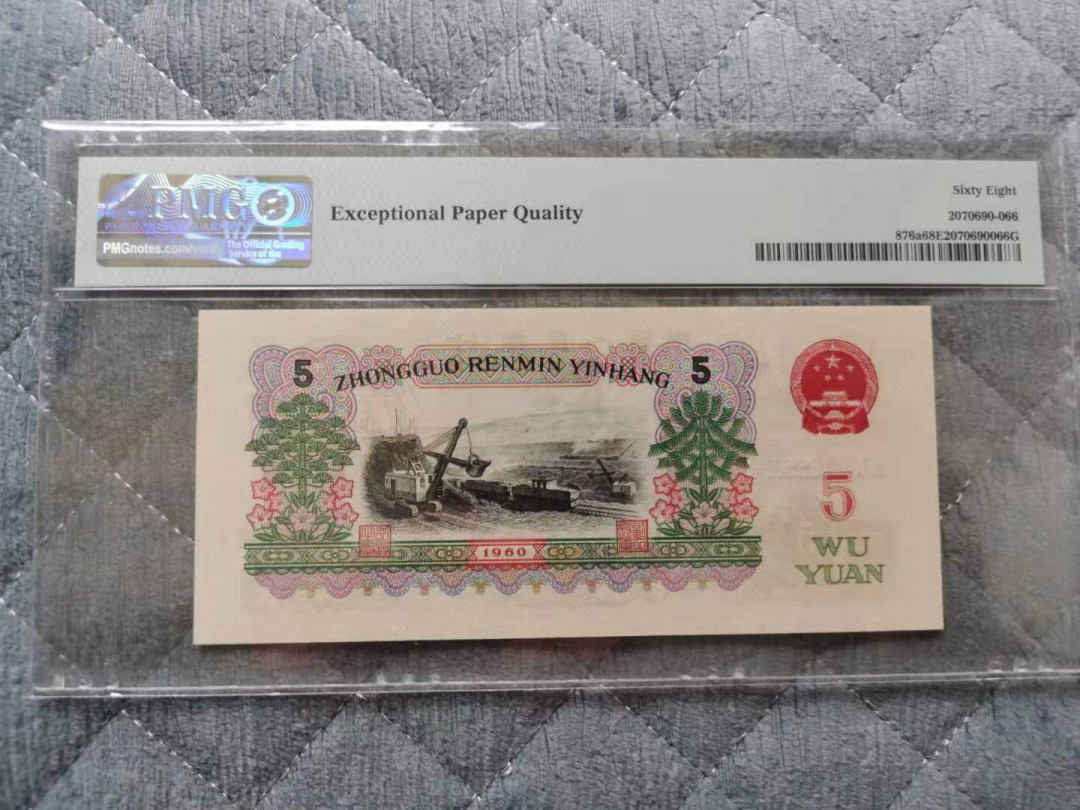 PMG
Exceptional Paper Quality
PMGnotes.com/verify
The Official Grading
Service of the
Sixty Eight
2070690-066
876a68E2070690066G
5 ZHONGGUO RENMIN YINHANG 5
1960
5
WU
YUAN